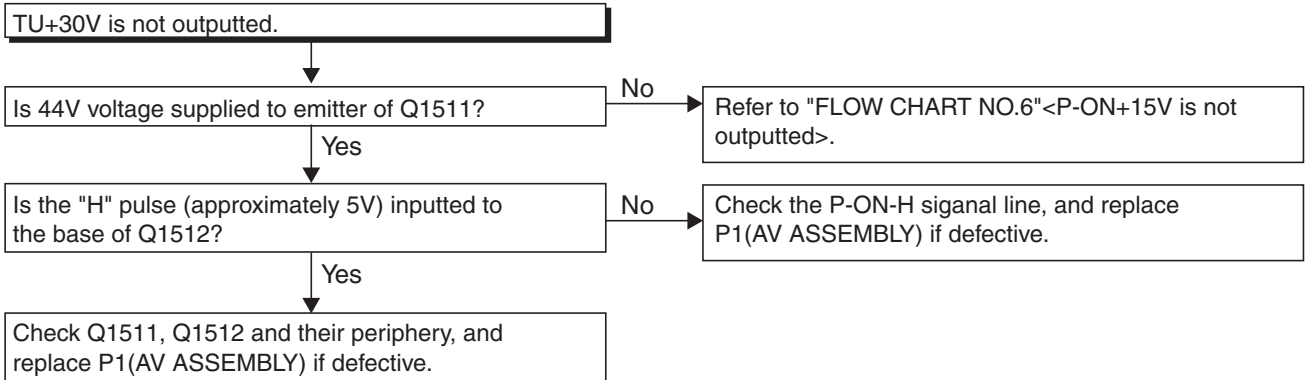 TU+30V is not outputted.
Is 44V voltage supplied to emitter of Q1511?
No
Refer to "FLOW CHART NO.6"<P-ON+15V is not
outputted>.
Yes
Is the "H" pulse (approximately 5V) inputted to
the base of Q1512?
No
Check the P-ON-H siganal line, and replace
P1(AV ASSEMBLY) if defective.
Yes
Check Q1511, Q1512 and their periphery, and
replace P1(AV ASSEMBLY) if defective.